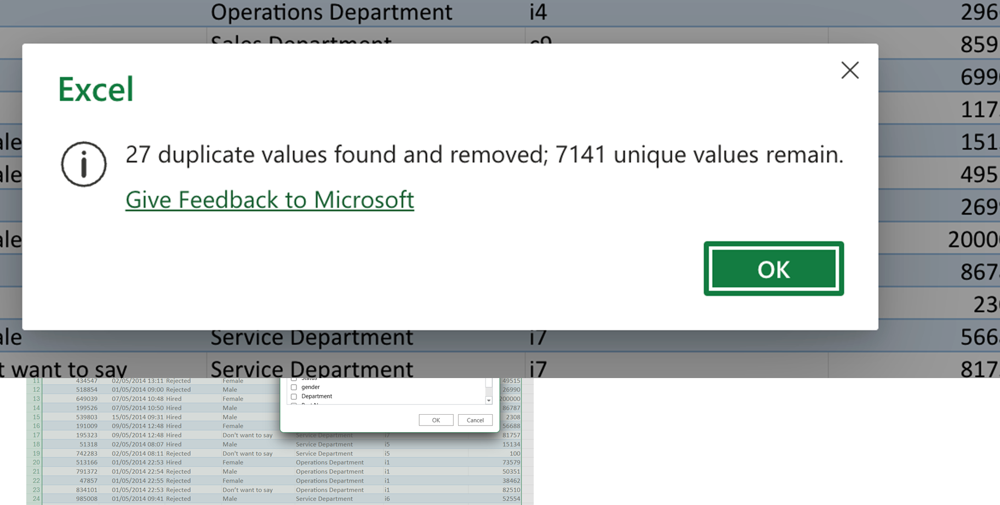 Operations Department i4 296
Sales Department c9 859
699
Excel
117
ale 151
27 duplicate values found and removed; 7141 unique values remain.
ale 495
Give Feedback to Microsoft
269
ale 2000
OK
867
23
ale Service Department i7 566
t want to say Service Department i7 817
11 434547 02/05/2014 13:11 Rejected Female Status 49515
12 518854 01/05/2014 09:00 Rejected Male gender 26990
13 649039 07/05/2014 10:48 Hired Female Department 200000
14 199526 07/05/2014 10:50 Hired Male 86787
15 539803 15/05/2014 09:31 Hired Male OK Cancel 2308
16 191009 09/05/2014 12:48 Hired Female 56688
17 195323 09/05/2014 12:48 Hired Don't want to say Service Department i7 81757
18 51318 02/05/2014 08:07 Hired Male Service Department i5 15134
19 742283 02/05/2014 08:11 Rejected Don't want to say Service Department i5 100
20 513166 01/05/2014 22:53 Hired Female Operations Department i1 73579
21 791372 01/05/2014 22:54 Rejected Male Operations Department i1 50351
22 47857 01/05/2014 22:55 Rejected Female Operations Department i1 38462
23 834101 01/05/2014 22:53 Rejected Don't want to say Operations Department i1 82510
24 985008 01/05/2014 09:41 Rejected Male Service Department i6 52554